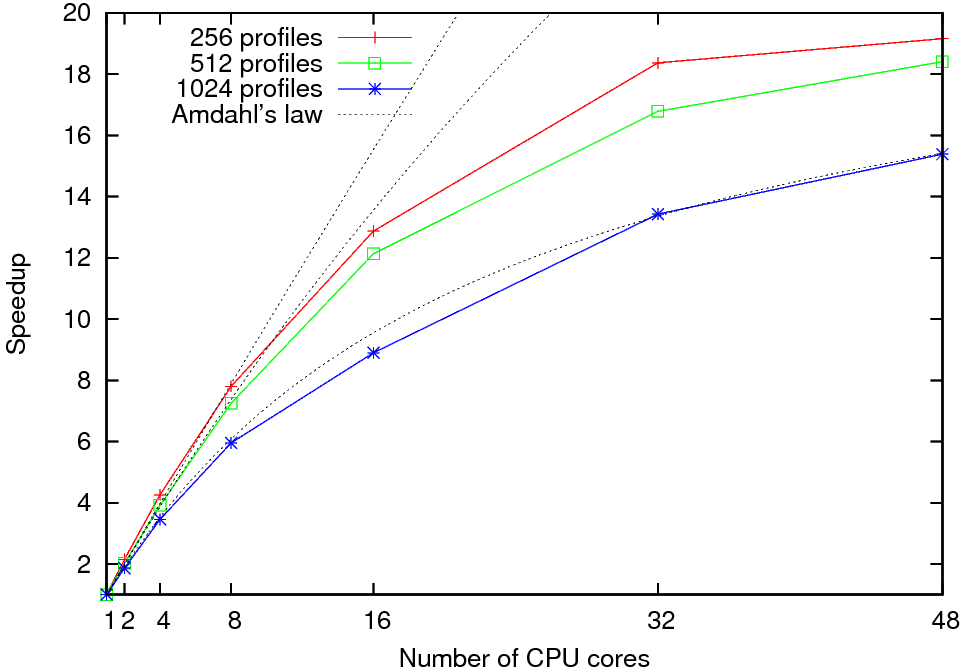 20
18
16
14
12
10
8
6
4
2
Speedup
256 profiles
512 profiles
1024 profiles
Amdahl's law
1 2 4 8 16 32 48
Number of CPU cores